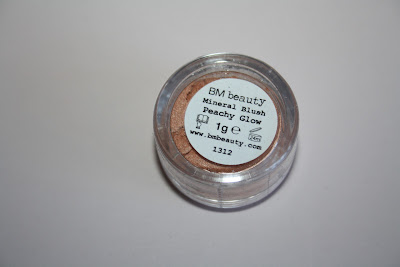 BM beauty
Mineral Blush
Peachy Glow
1g ℮
www.bmbeauty.com
1312